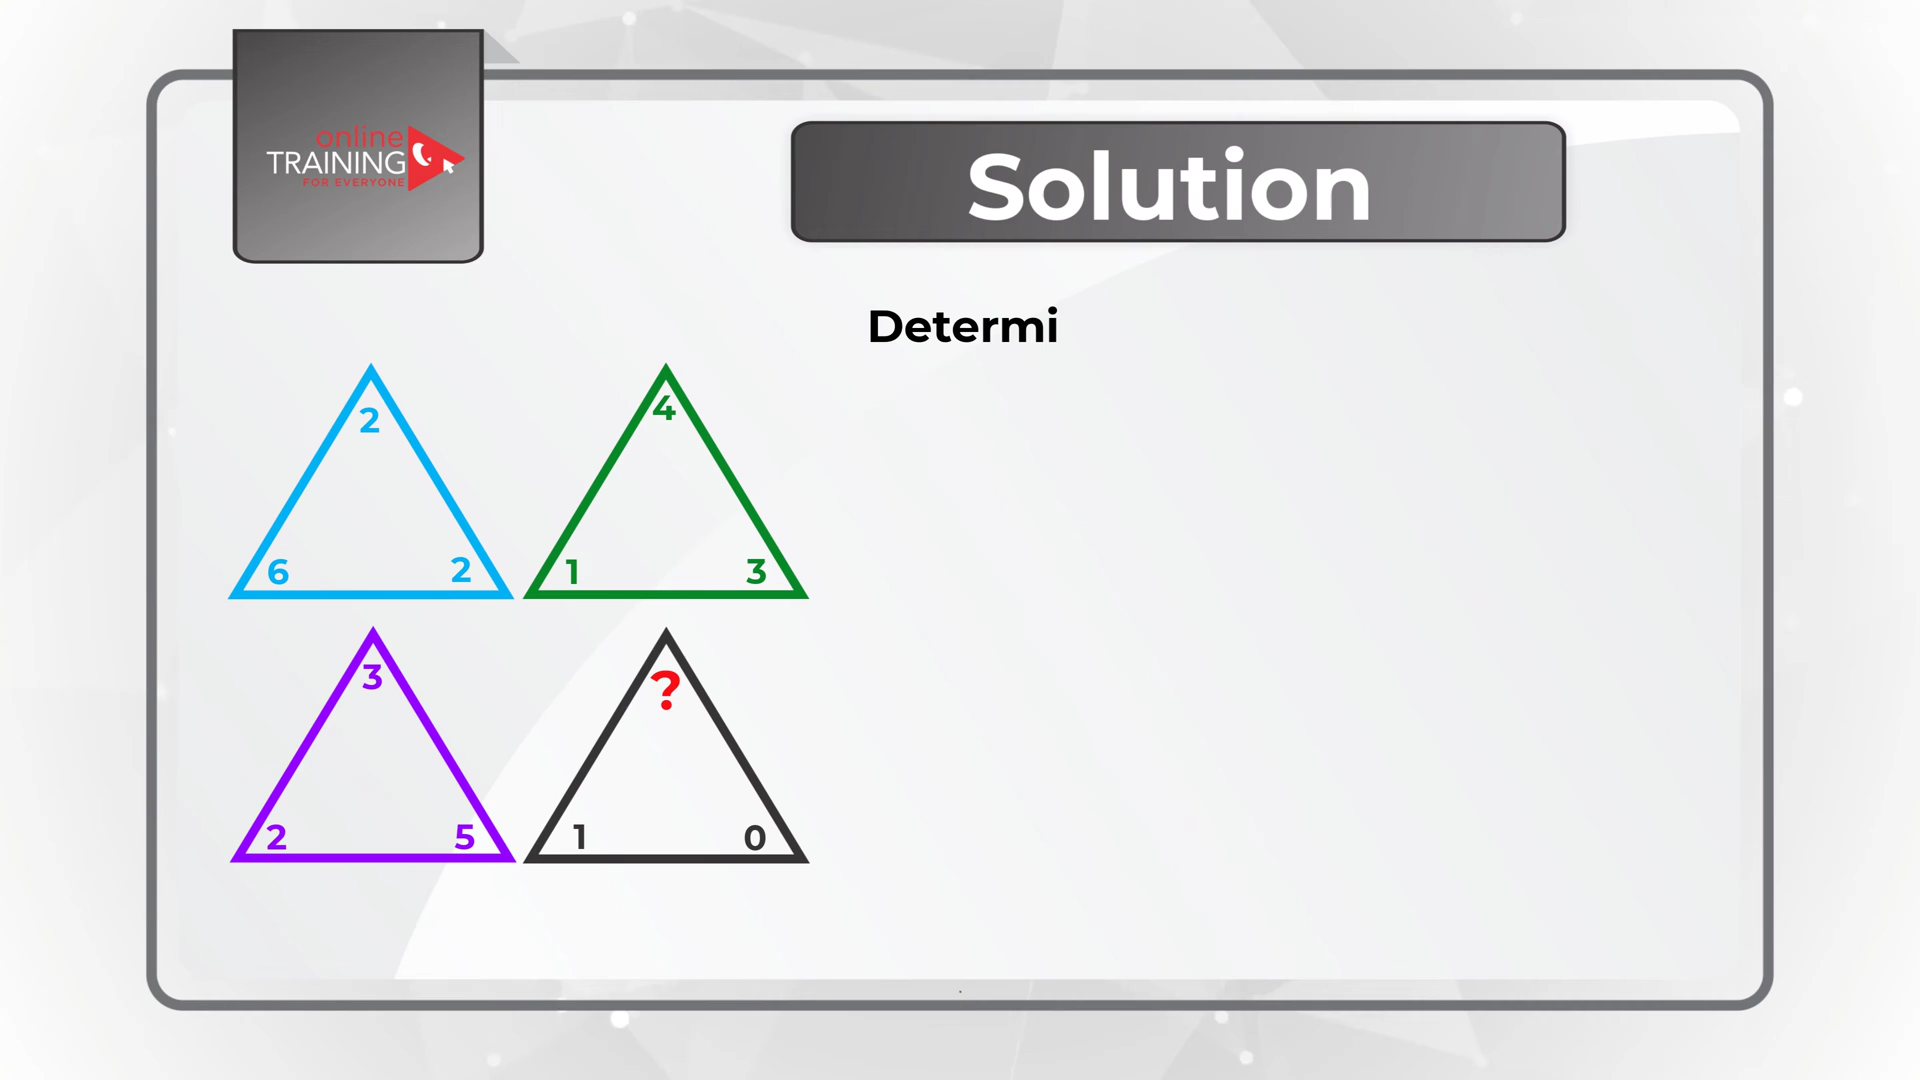 online
TRAINING
FOR EVERYONE
Solution
Determi
2
6 2
4
1 3
3
2 5
?
1 0